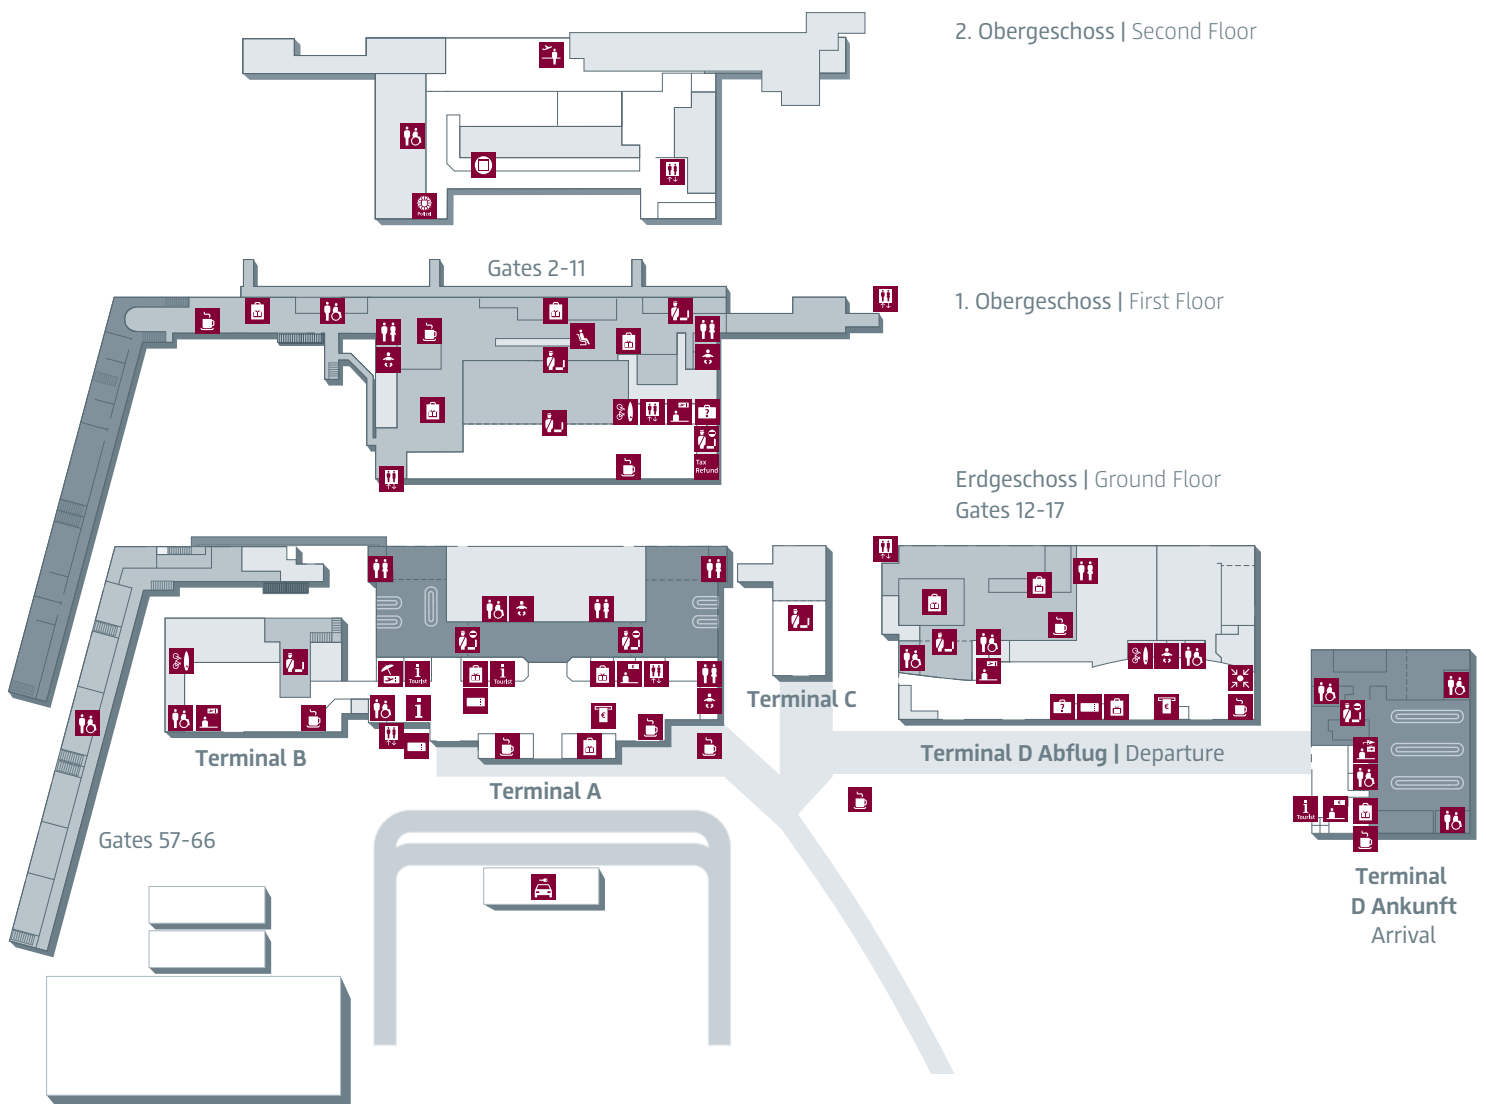 2. Obergeschoss | Second Floor
Polizei
Gates 2-11
1. Obergeschoss | First Floor
?
Tax
Refund
Erdgeschoss | Ground Floor
Gates 12-17
i
Tourist
i
Tourist
i
€
Terminal B
Terminal A
Terminal C
?
€
Terminal D Abflug | Departure
i
Tourist
Gates 57-66
Terminal
D Ankunft
Arrival